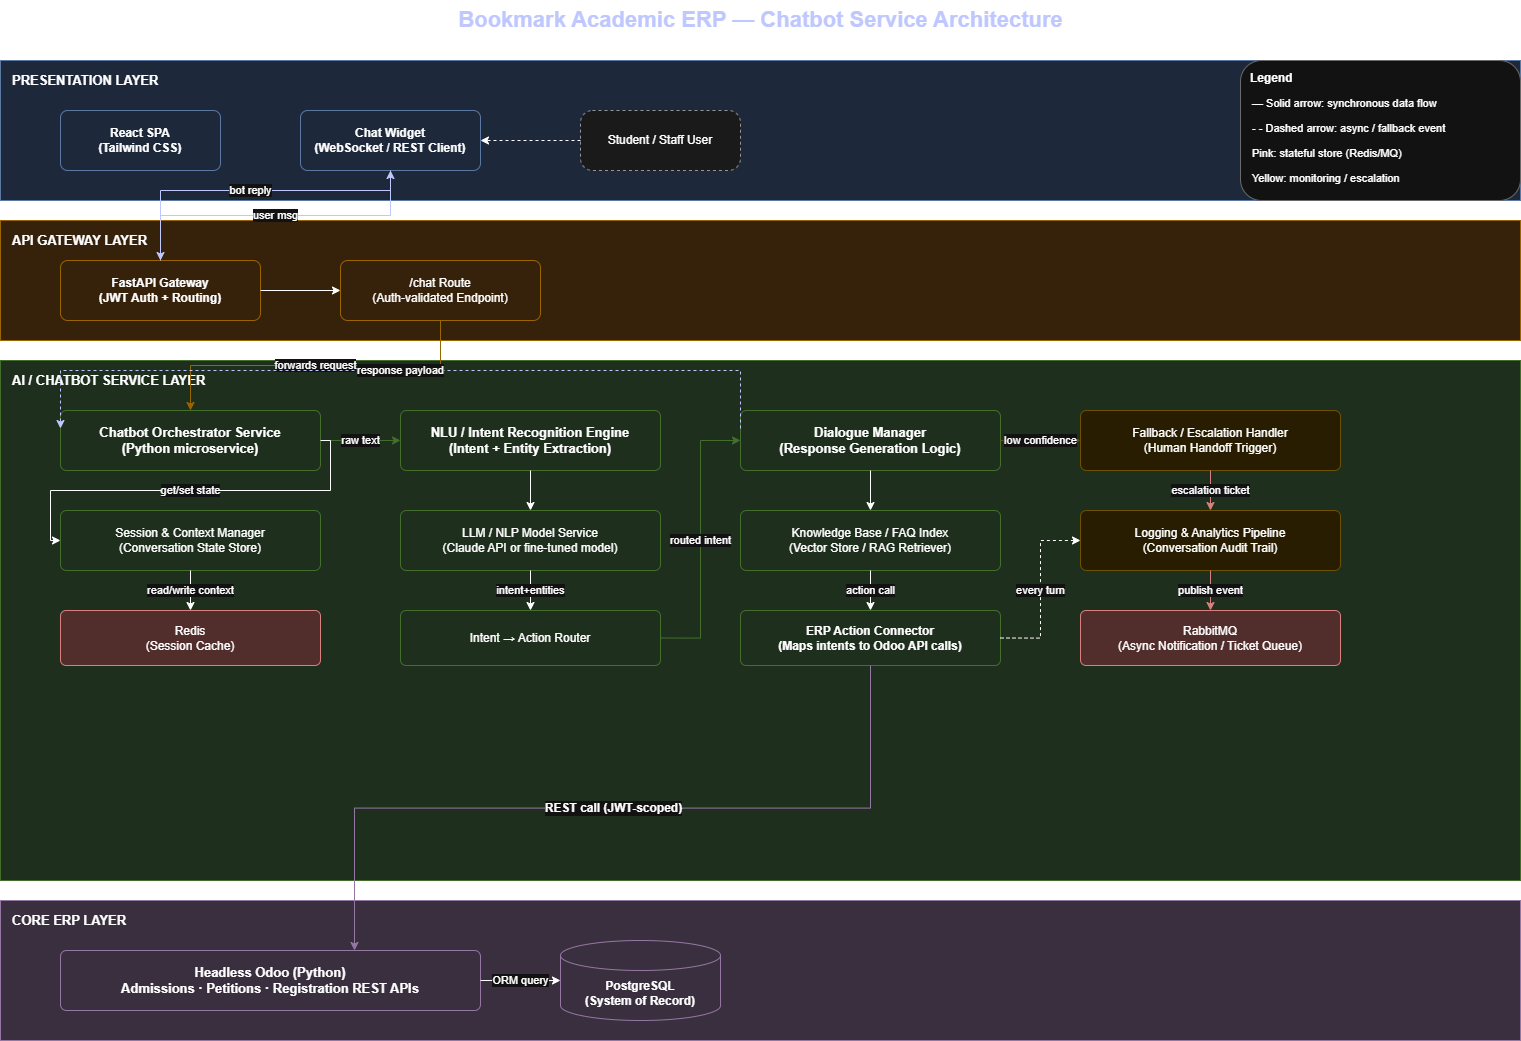 Bookmark Academic ERP — Chatbot Service Architecture
PRESENTATION LAYER
React SPA
(Tailwind CSS)
Chat Widget
(WebSocket / REST Client)
Student / Staff User
Legend
— Solid arrow: synchronous data flow
- - Dashed arrow: async / fallback event
Pink: stateful store (Redis/MQ)
Yellow: monitoring / escalation
bot reply
user msg
API GATEWAY LAYER
FastAPI Gateway
(JWT Auth + Routing)
/chat Route
(Auth-validated Endpoint)
forwards request
response payload
AI / CHATBOT SERVICE LAYER
Chatbot Orchestrator Service
(Python microservice)
raw text
NLU / Intent Recognition Engine
(Intent + Entity Extraction)
Dialogue Manager
(Response Generation Logic)
low confidence
Fallback / Escalation Handler
(Human Handoff Trigger)
get/set state
escalation ticket
Session & Context Manager
(Conversation State Store)
LLM / NLP Model Service
(Claude API or fine-tuned model)
routed intent
Knowledge Base / FAQ Index
(Vector Store / RAG Retriever)
Logging & Analytics Pipeline
(Conversation Audit Trail)
read/write context
intent+entities
action call
every turn
publish event
Redis
(Session Cache)
Intent → Action Router
ERP Action Connector
(Maps intents to Odoo API calls)
RabbitMQ
(Async Notification / Ticket Queue)
REST call (JWT-scoped)
CORE ERP LAYER
Headless Odoo (Python)
Admissions · Petitions · Registration REST APIs
ORM query
PostgreSQL
(System of Record)